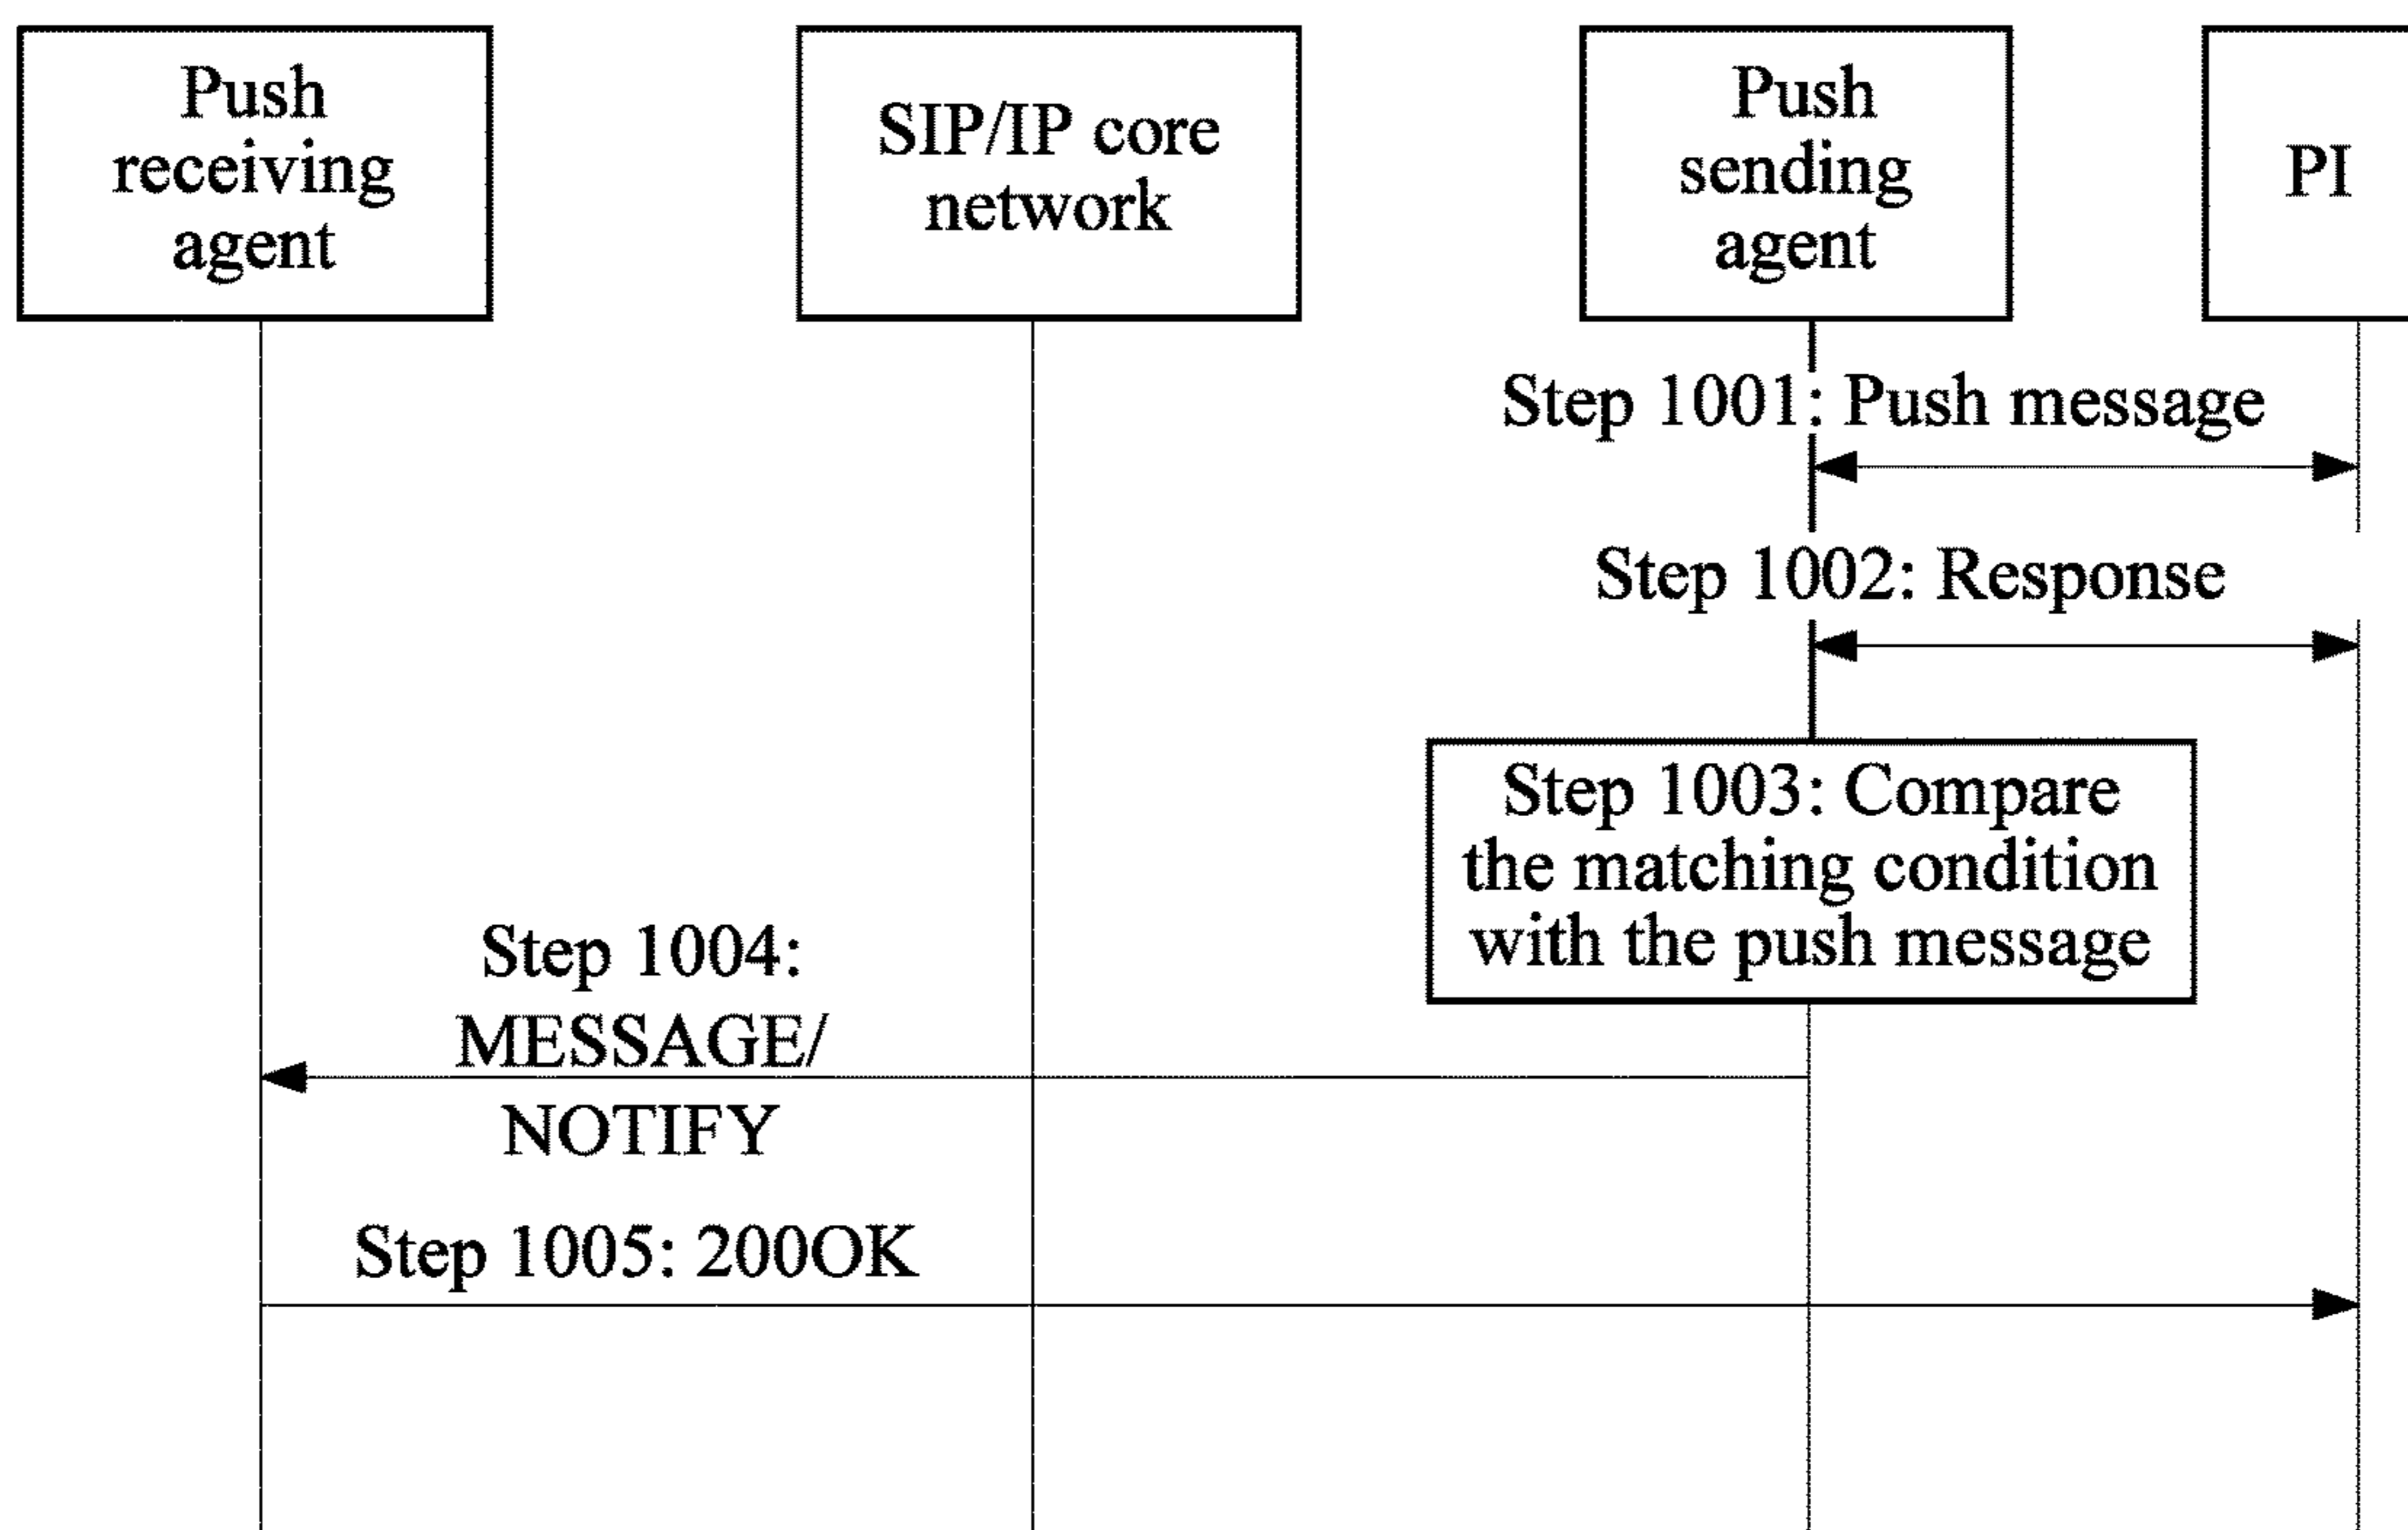 Push
receiving
agent
SIP/IP core
network
Push
sending
agent
PI
Step 1001: Push message
Step 1002: Response
Step 1003: Compare
the matching condition
with the push message
Step 1004:
MESSAGE/
NOTIFY
Step 1005: 200OK